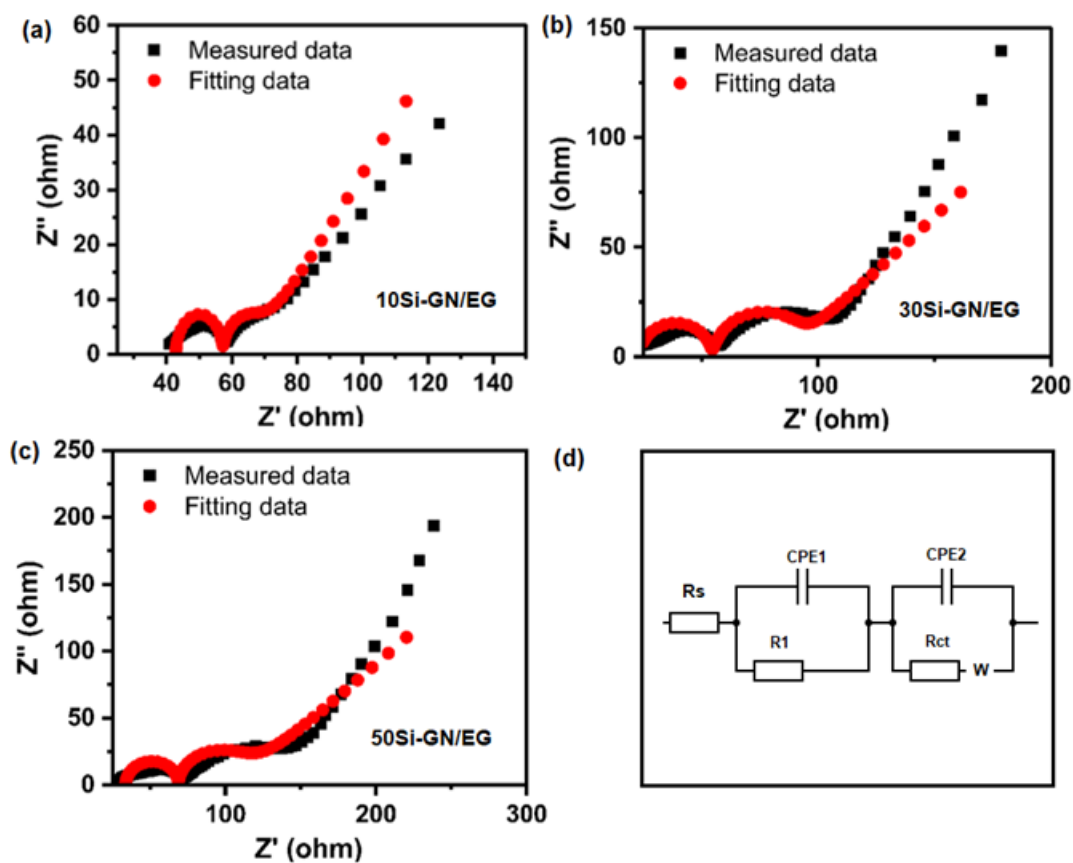 (a)
60
50
40
30
20
10
0
Z'' (ohm)
Measured data
Fitting data
10Si-GN/EG
40 60 80 100 120 140
Z' (ohm)
(b)
150
100
50
0
Z'' (ohm)
Measured data
Fitting data
30Si-GN/EG
100 200
Z' (ohm)
(c)
250
200
150
100
50
0
Z'' (ohm)
Measured data
Fitting data
50Si-GN/EG
100 200 300
Z' (ohm)
(d)
CPE1 CPE2
Rs
R1 Rct W